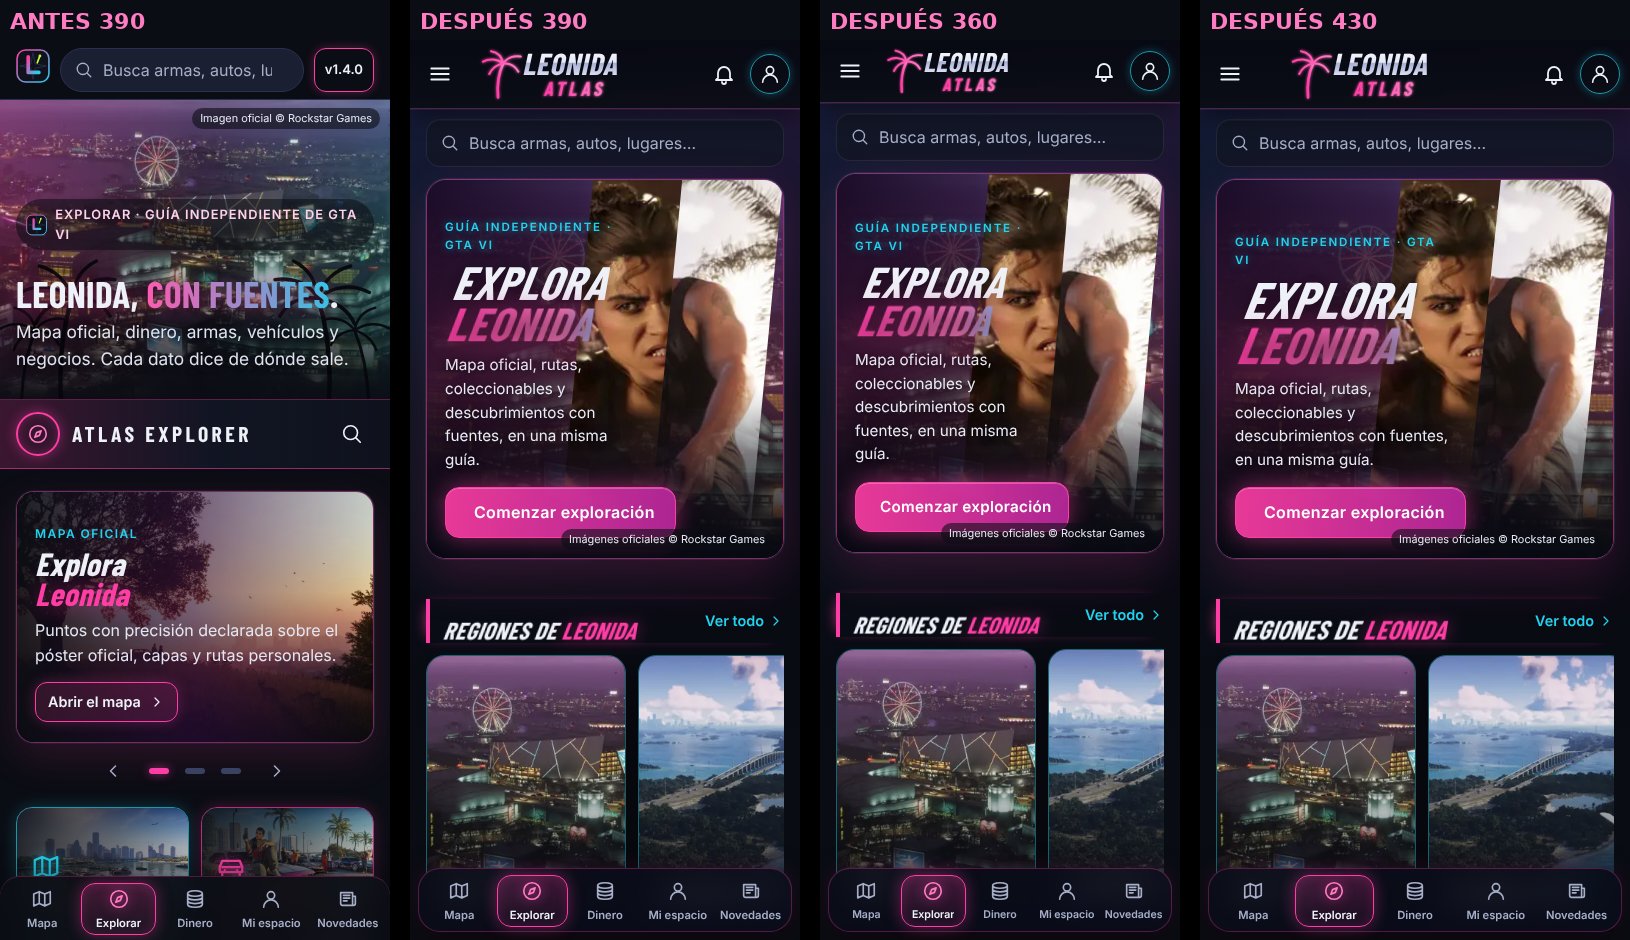 ANTES 390
Busca armas, autos, lu
v1.4.0
Imagen oficial © Rockstar Games
EXPLORAR · GUÍA INDEPENDIENTE DE GTA
VI
LEONIDA, CON FUENTES.
Mapa oficial, dinero, armas, vehículos y
negocios. Cada dato dice de dónde sale.
ATLAS EXPLORER
MAPA OFICIAL
Explora
Leonida
Puntos con precisión declarada sobre el
póster oficial, capas y rutas personales.
Abrir el mapa
Mapa
Explorar
Dinero
Mi espacio
Novedades
DESPUÉS 390
LEONIDA
ATLAS
Busca armas, autos, lugares...
GUÍA INDEPENDIENTE ·
GTA VI
EXPLORA
LEONIDA
Mapa oficial, rutas,
coleccionables y
descubrimientos con
fuentes, en una misma
guía.
Comenzar exploración
Imágenes oficiales © Rockstar Games
REGIONES DE LEONIDA
Ver todo
Mapa
Explorar
Dinero
Mi espacio
Novedades
DESPUÉS 360
LEONIDA
ATLAS
Busca armas, autos, lugares...
GUÍA INDEPENDIENTE ·
GTA VI
EXPLORA
LEONIDA
Mapa oficial, rutas,
coleccionables y
descubrimientos con
fuentes, en una misma
guía.
Comenzar exploración
Imágenes oficiales © Rockstar Games
REGIONES DE LEONIDA
Ver todo
Mapa
Explorar
Dinero
Mi espacio
Novedades
DESPUÉS 430
LEONIDA
ATLAS
Busca armas, autos, lugares...
GUÍA INDEPENDIENTE · GTA
VI
EXPLORA
LEONIDA
Mapa oficial, rutas,
coleccionables y
descubrimientos con fuentes,
en una misma guía.
Comenzar exploración
Imágenes oficiales © Rockstar Games
REGIONES DE LEONIDA
Ver todo
Mapa
Explorar
Dinero
Mi espacio
Novedades